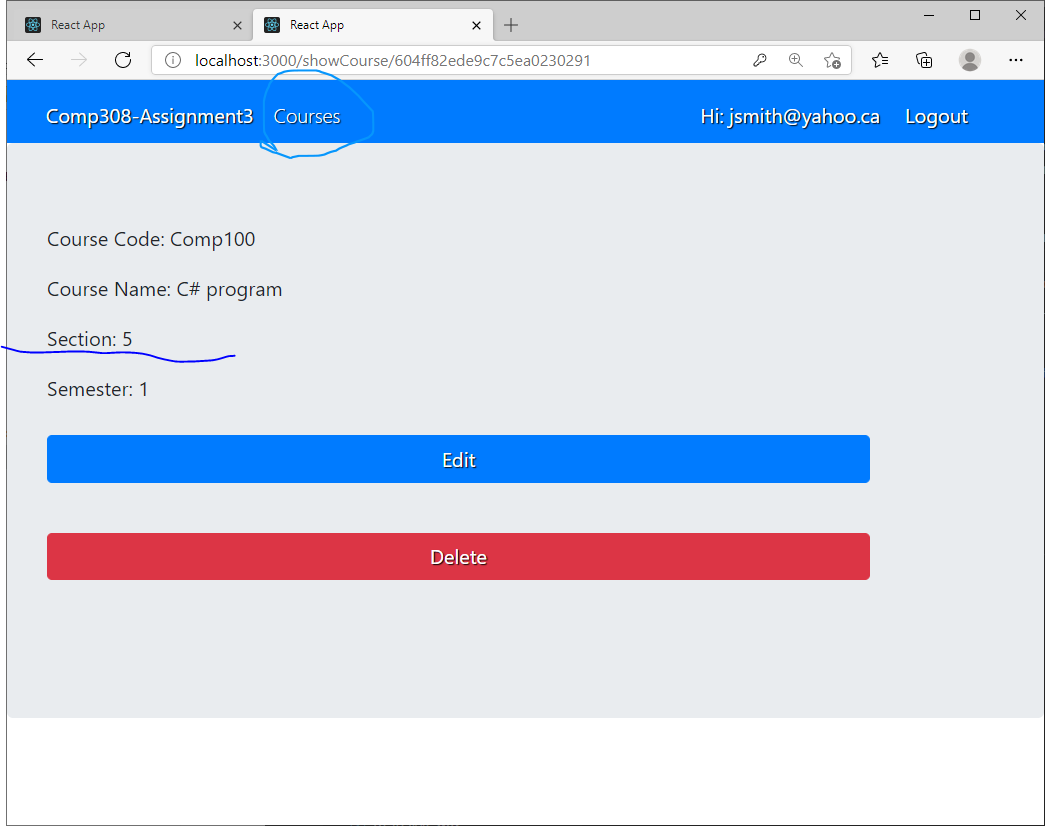 React App
React App
localhost:3000/showCourse/604ff82ede9c7c5ea0230291
Comp308-Assignment3 Courses Hi: jsmith@yahoo.ca Logout
Course Code: Comp100
Course Name: C# program
Section: 5
Semester: 1
Edit
Delete